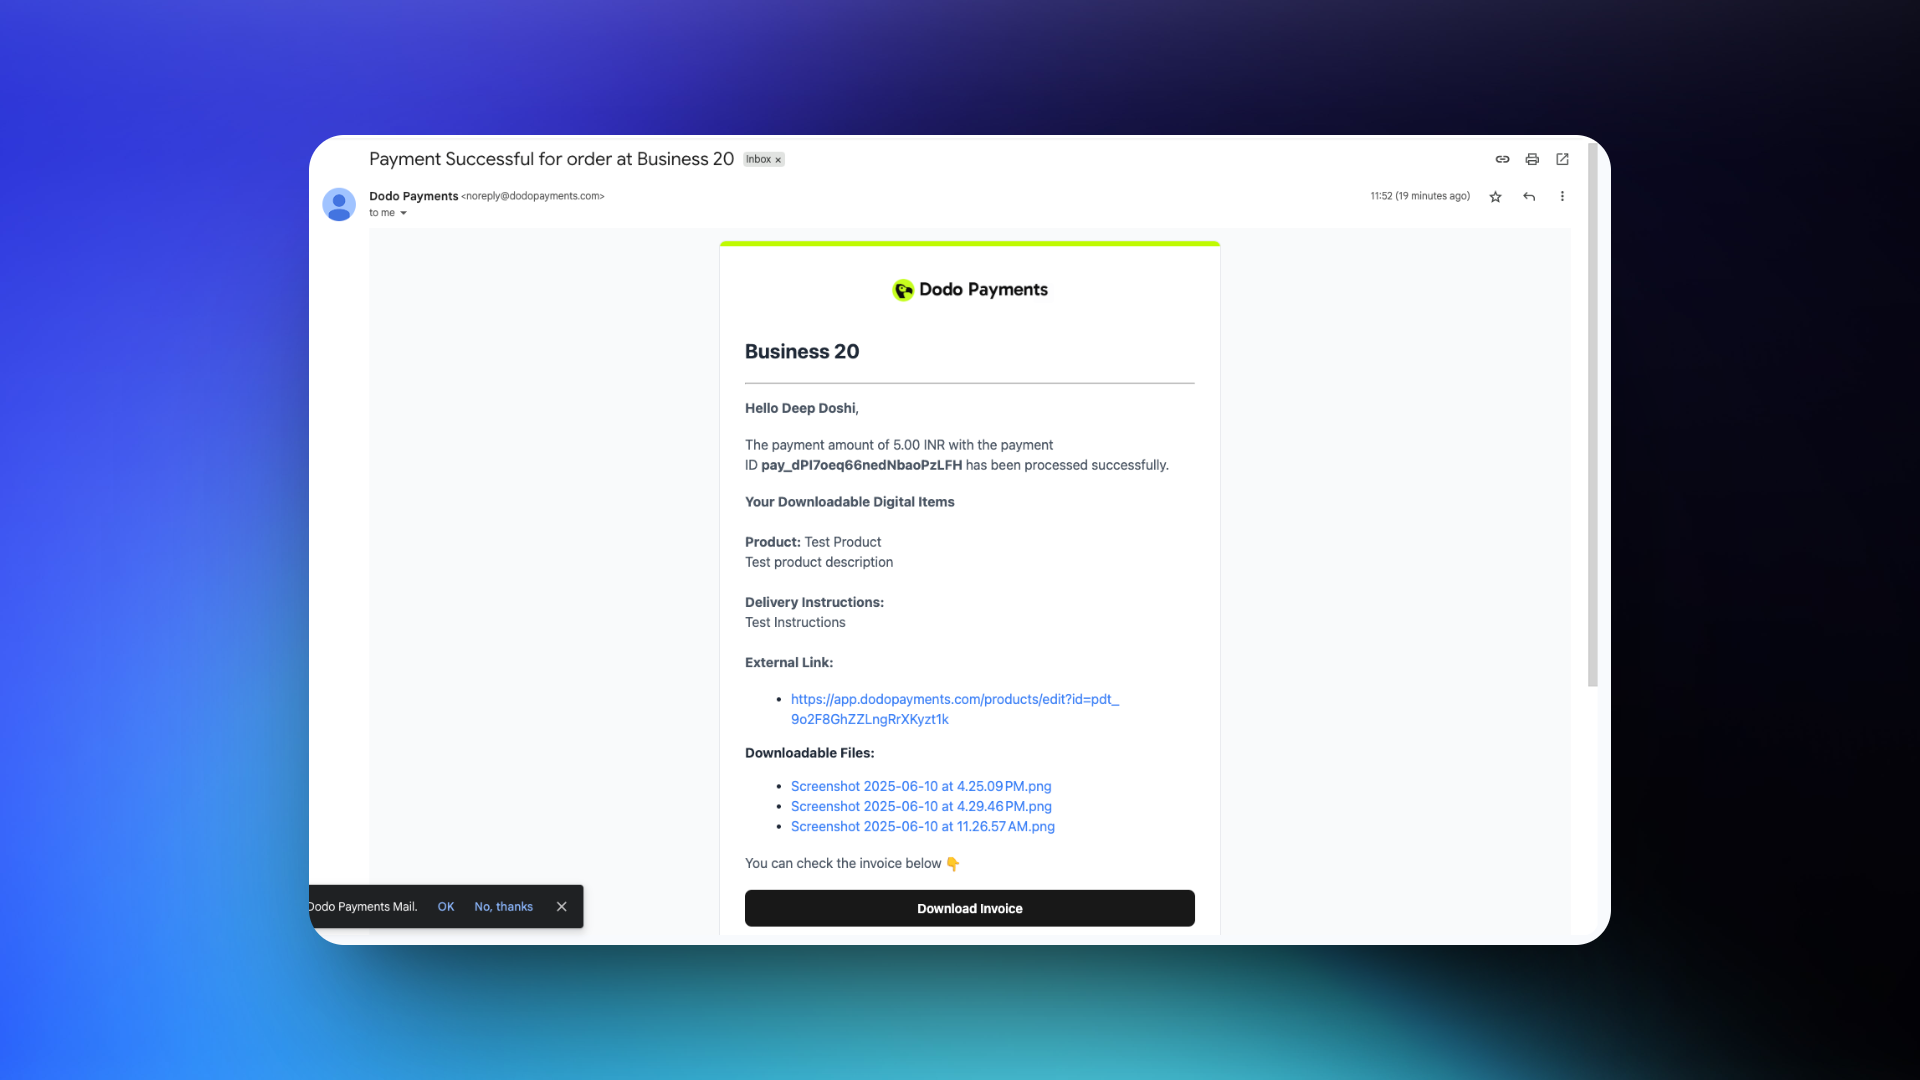 Payment Successful for order at Business 20 Inbox x
Dodo Payments <noreply@dodopayments.com> 11:52 (19 minutes ago)
to me
Dodo Payments
Business 20
Hello Deep Doshi,
The payment amount of 5.00 INR with the payment
ID pay_dPI7oeq66nedNbaoPzLFH has been processed successfully.
Your Downloadable Digital Items
Product: Test Product
Test product description
Delivery Instructions:
Test Instructions
External Link:
• https://app.dodopayments.com/products/edit?id=pdt_
9o2F8GhZZLngRrXKyzt1k
Downloadable Files:
• Screenshot 2025-06-10 at 4.25.09 PM.png
• Screenshot 2025-06-10 at 4.29.46 PM.png
• Screenshot 2025-06-10 at 11.26.57 AM.png
You can check the invoice below 👇
Download Invoice
Dodo Payments Mail. OK No, thanks